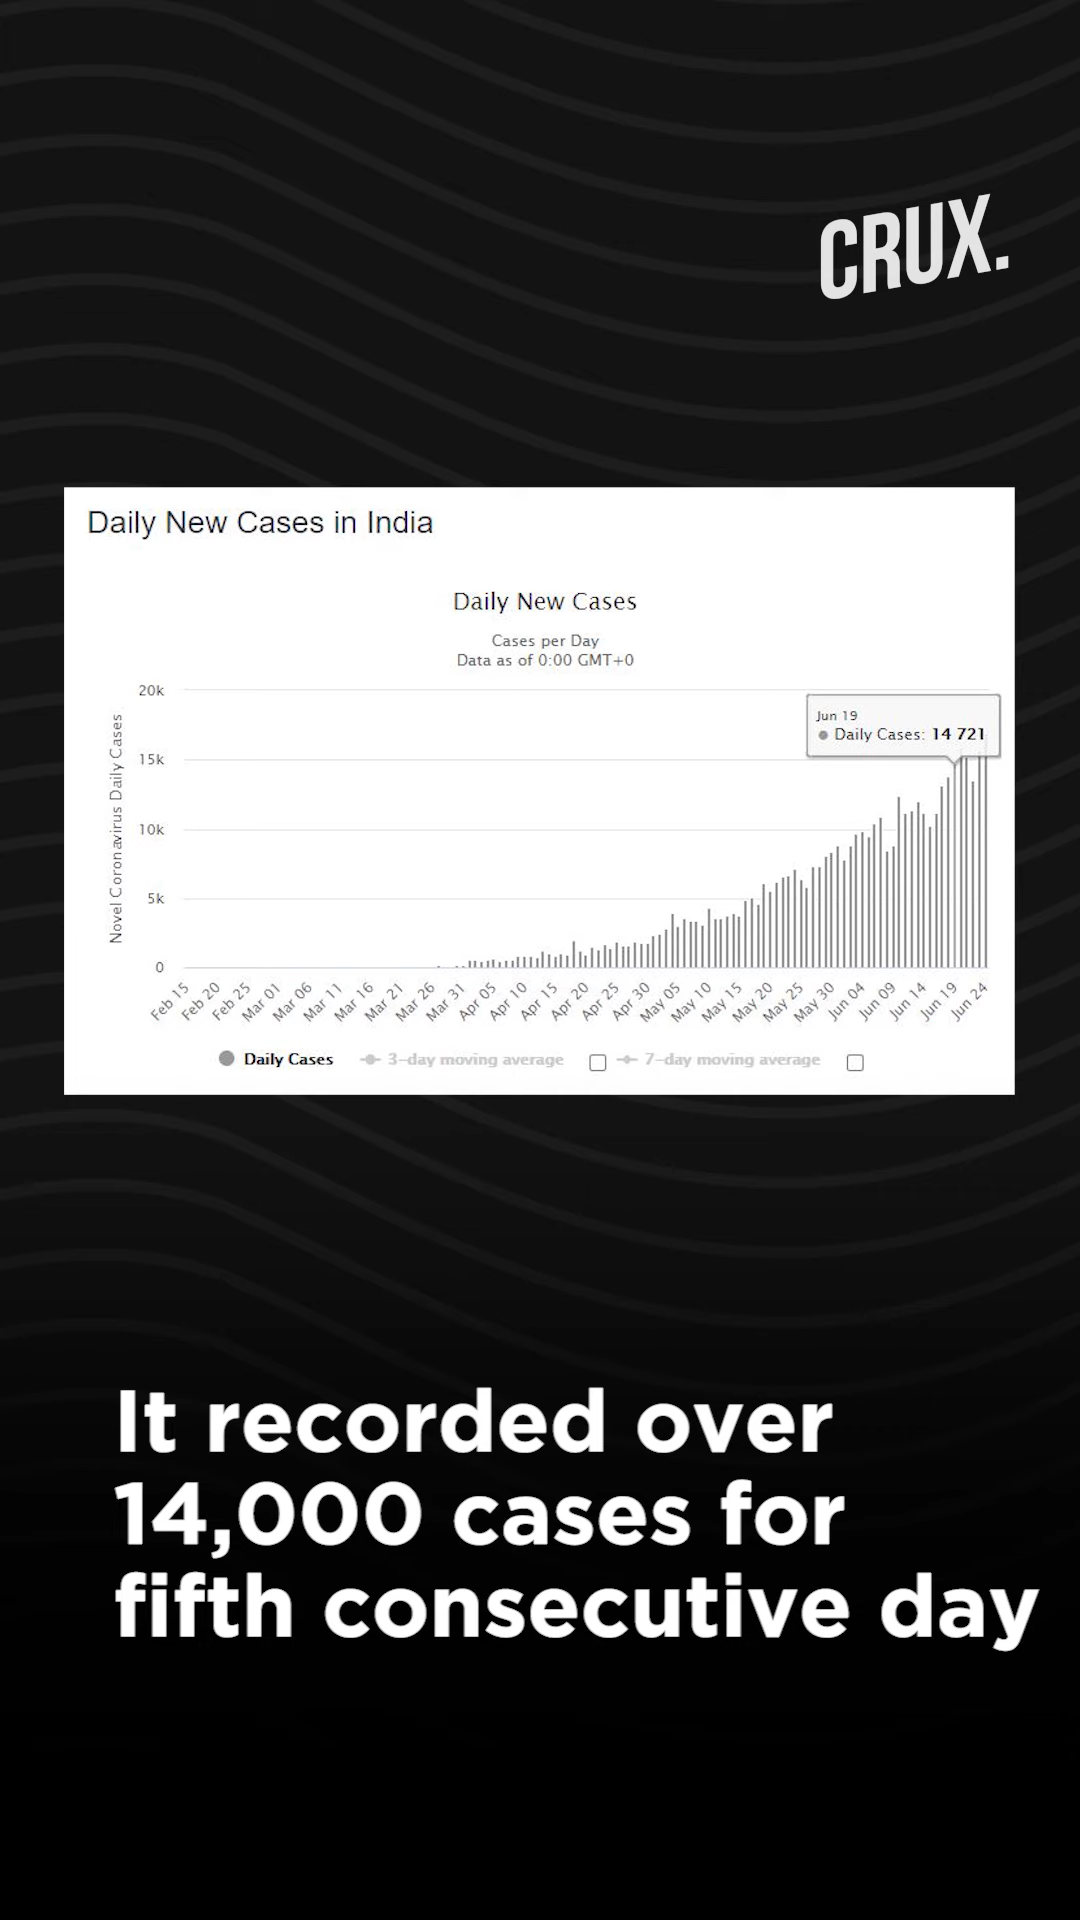 CRUX.
Daily New Cases in India
Daily New Cases
Cases per Day
Data as of 0:00 GMT+0
Novel Coronavirus Daily Cases
20k
15k
10k
5k
0
Jun 19
Daily Cases: 14 721
Feb 15 Feb 20 Feb 25 Mar 01 Mar 06 Mar 11 Mar 16 Mar 21 Mar 26 Mar 31 Apr 05 Apr 10 Apr 15 Apr 20 Apr 25 Apr 30 May 05 May 10 May 15 May 20 May 25 May 30 Jun 04 Jun 09 Jun 14 Jun 19 Jun 24
Daily Cases 3-day moving average 7-day moving average
It recorded over
14,000 cases for
fifth consecutive day